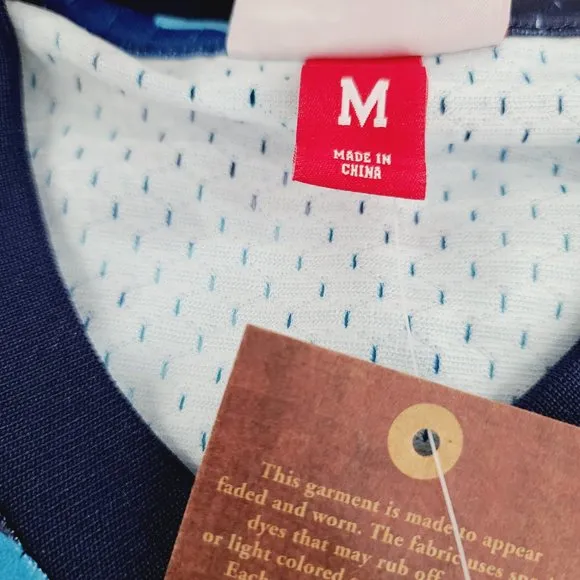 M
MADE IN
CHINA
This garment is made to appear
faded and worn. The fabric uses
dyes that may rub off
or light colored
Each